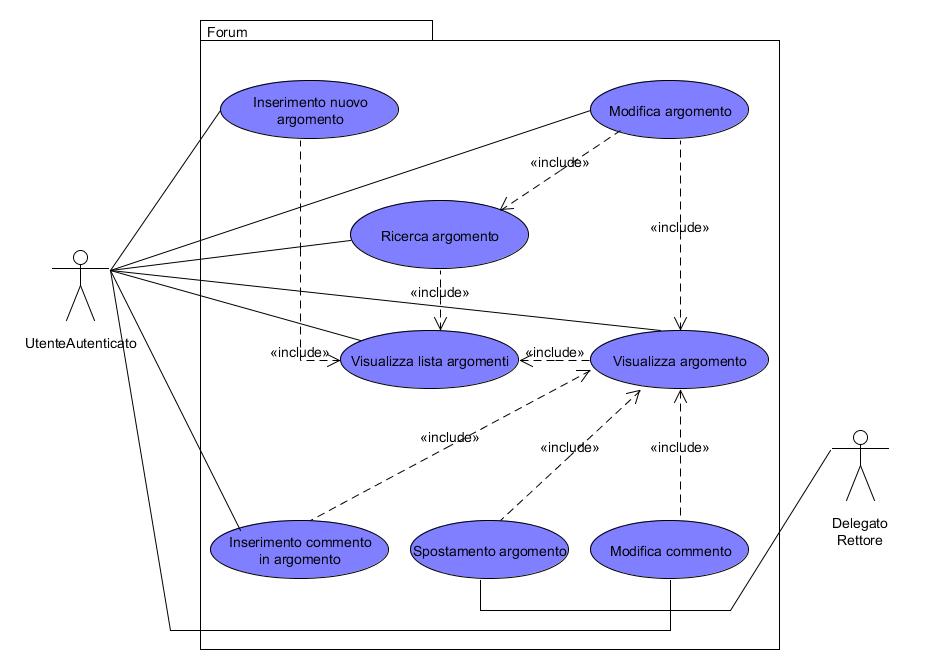 Forum
Inserimento nuovo
argomento
Modifica argomento
«include»
Ricerca argomento
«include»
«include»
UtenteAutenticato
«include»
Visualizza lista argomenti
«include»
Visualizza argomento
«include»
«include»
«include»
Inserimento commento
in argomento
Spostamento argomento
Modifica commento
Delegato
Rettore